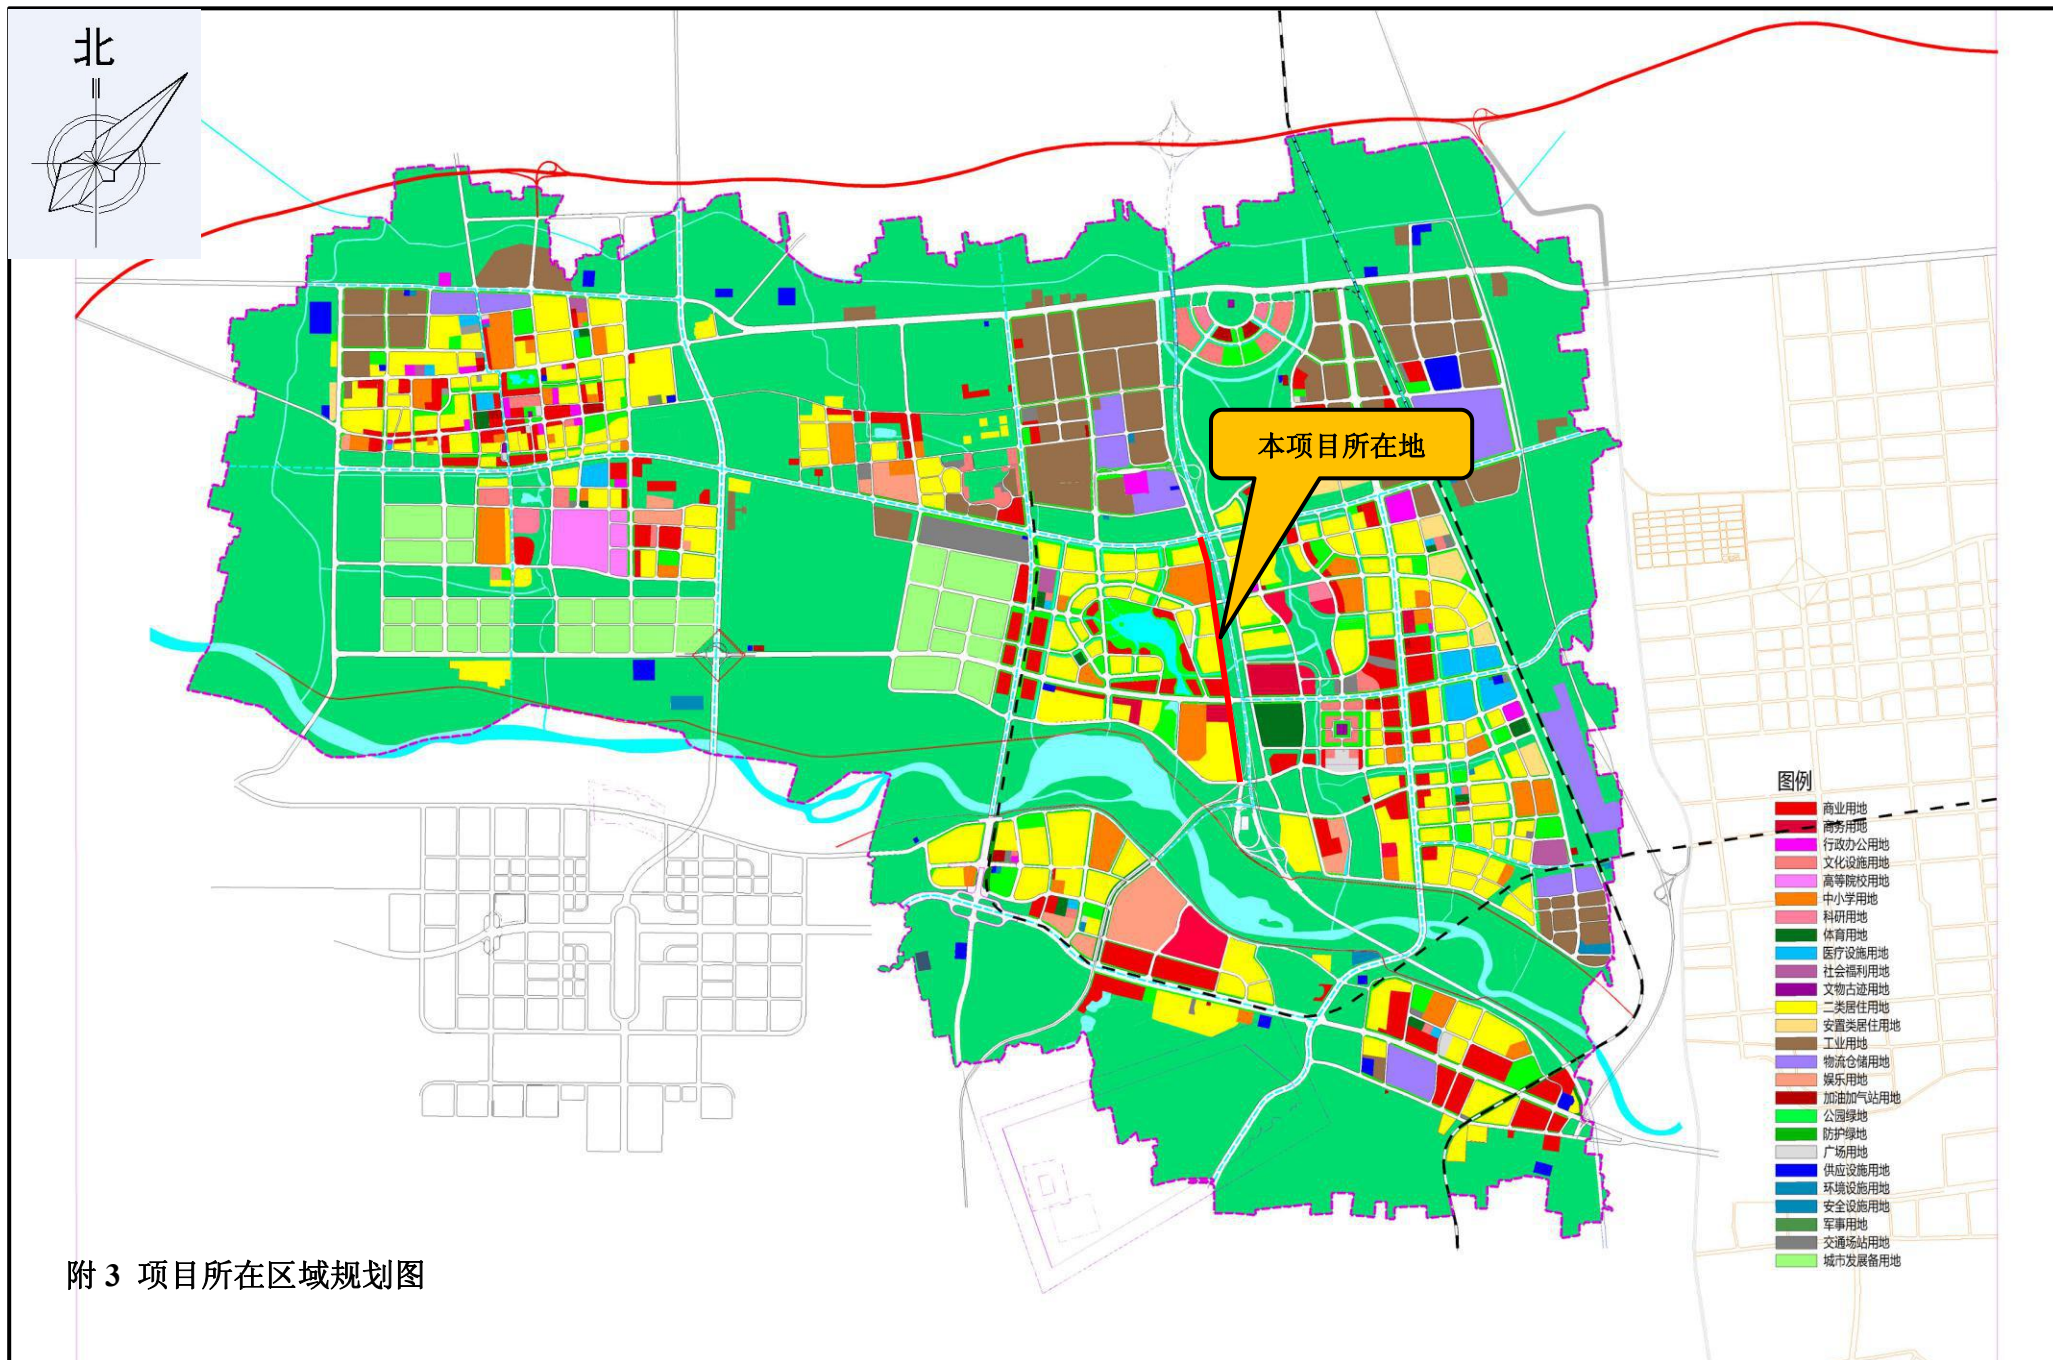 北
本项目所在地
图例
商业用地
商务用地
行政办公用地
文化设施用地
高等院校用地
中小学用地
科研用地
体育用地
医疗设施用地
社会福利用地
文物古迹用地
二类居住用地
安置类居住用地
工业用地
物流仓储用地
娱乐用地
加油加气站用地
公园绿地
防护绿地
广场用地
供应设施用地
环境设施用地
安全设施用地
军事用地
交通场站用地
城市发展备用地
附 3 项目所在区域规划图